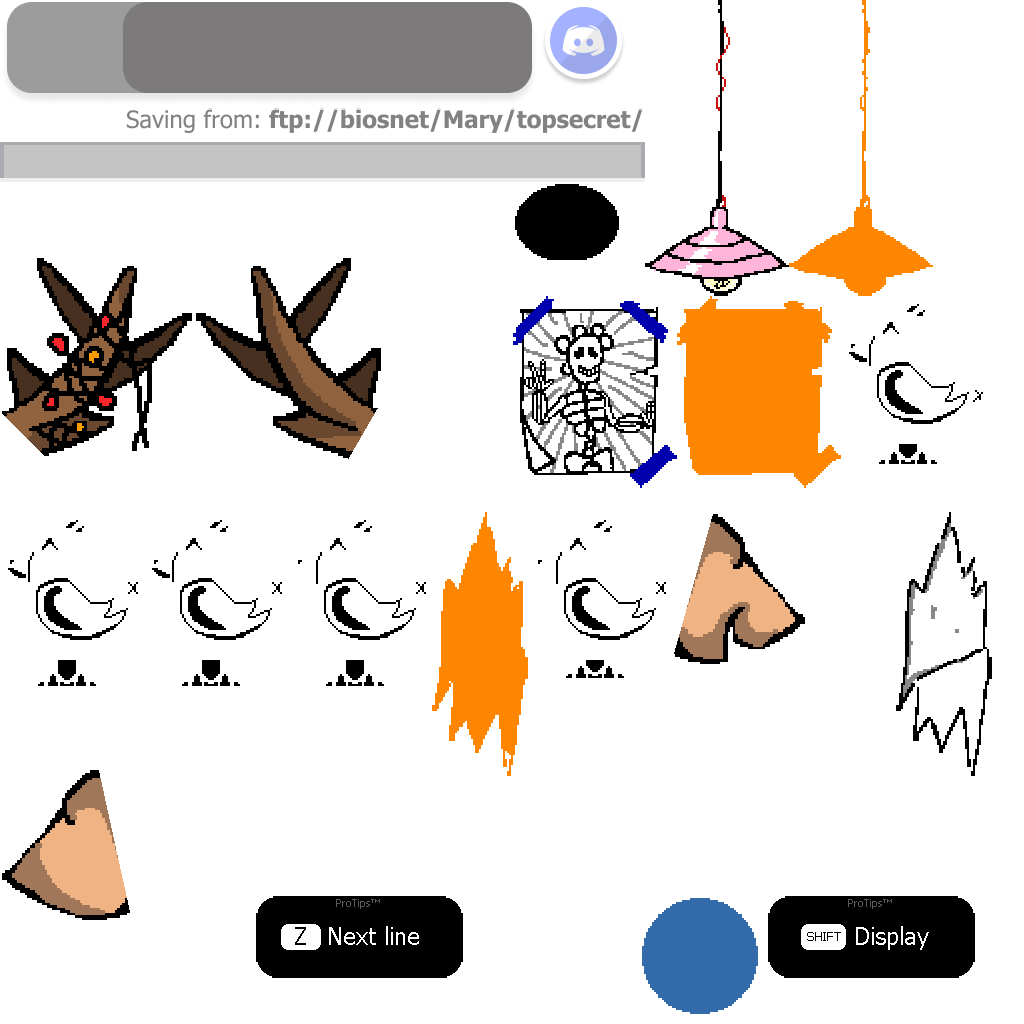 Saving from: ftp://biosnet/Mary/topsecret/
ProTips™
Z Next line
ProTips™
SHIFT Display